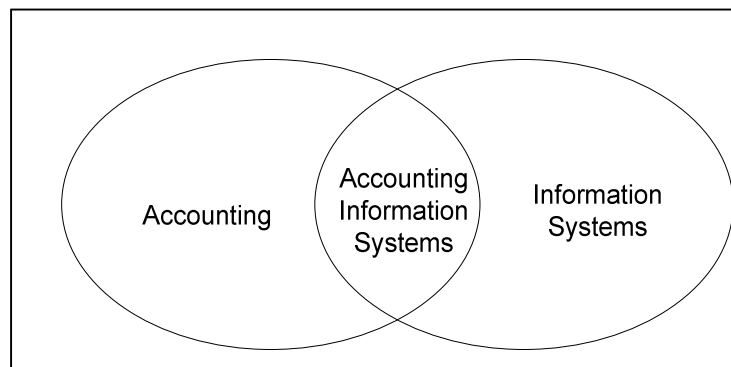 Accounting
Accounting
Information
Systems
Information
Systems